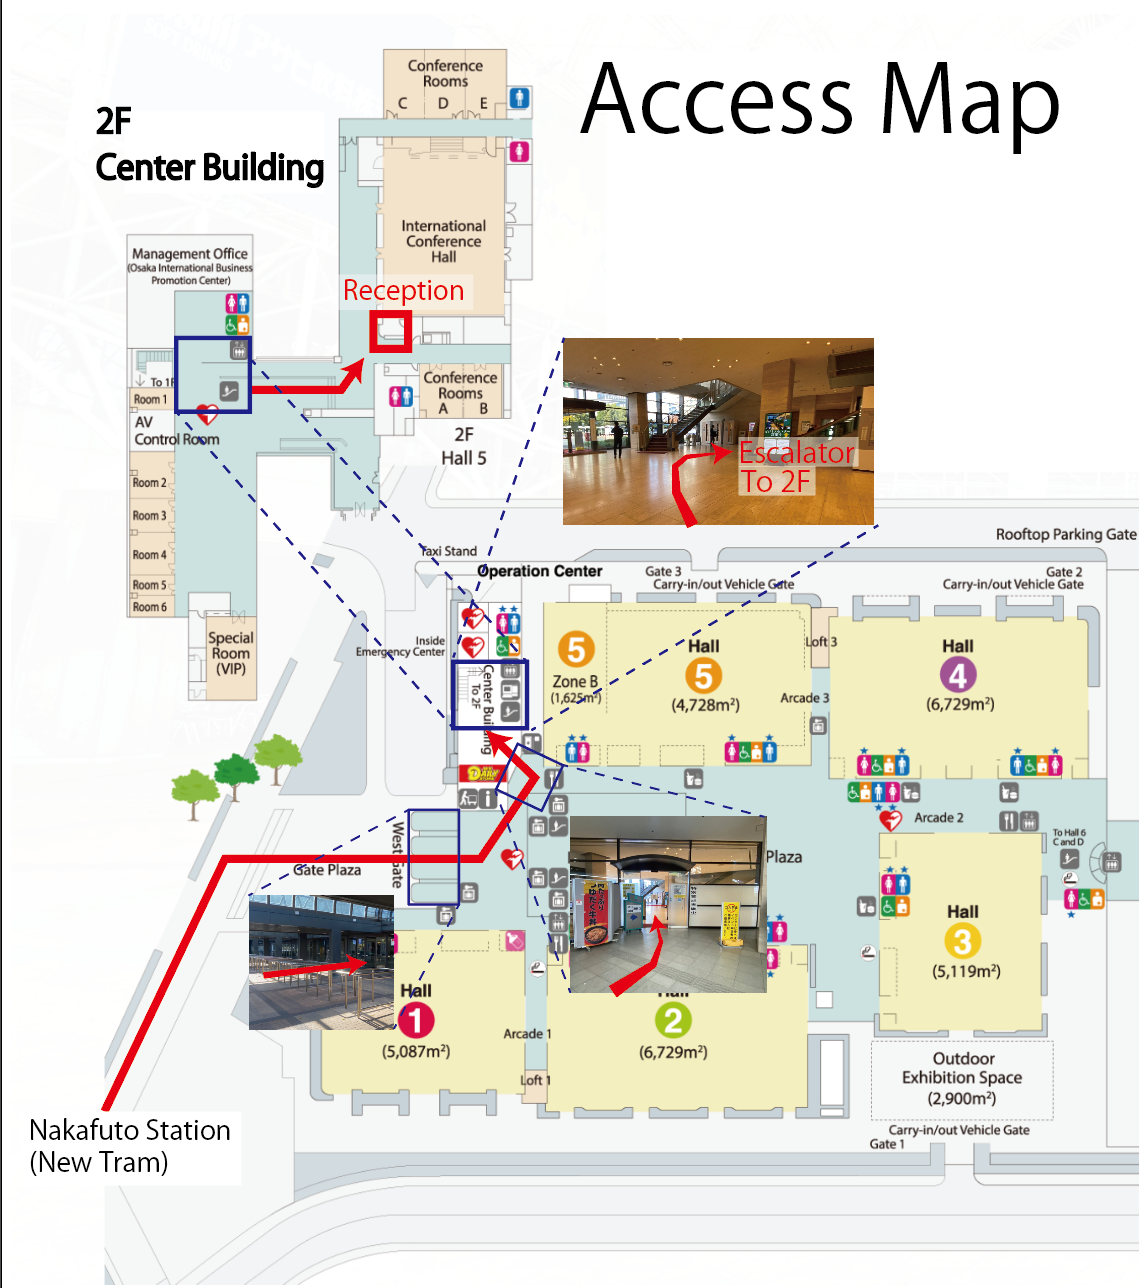 Access Map
2F
Center Building
Conference
Rooms
C D E
International
Conference
Hall
Management Office
(Osaka International Business
Promotion Center)
Reception
To 1F
Room 1
AV
Control Room
Room 2
Room 3
Room 4
Room 5
Room 6
Special
Room
(VIP)
Conference
Rooms
A B
2F
Hall 5
Escalator
To 2F
Rooftop Parking Gate
Taxi Stand
Operation Center
Gate 3
Carry-in/out Vehicle Gate
Gate 2
Carry-in/out Vehicle Gate
Inside
Emergency Center
Center Building
To 2F
5
Zone B
(1,625m²)
Hall
5
(4,728m²)
Loft 3
Arcade 3
Hall
4
(6,729m²)
Arcade 2
To Hall 6
C and D
West Gate
Gate Plaza
Plaza
Hall
3
(5,119m²)
Hall
1
(5,087m²)
Arcade 1
Loft 1
Hall
2
(6,729m²)
Outdoor
Exhibition Space
(2,900m²)
Carry-in/out Vehicle Gate
Gate 1
Nakafuto Station
(New Tram)